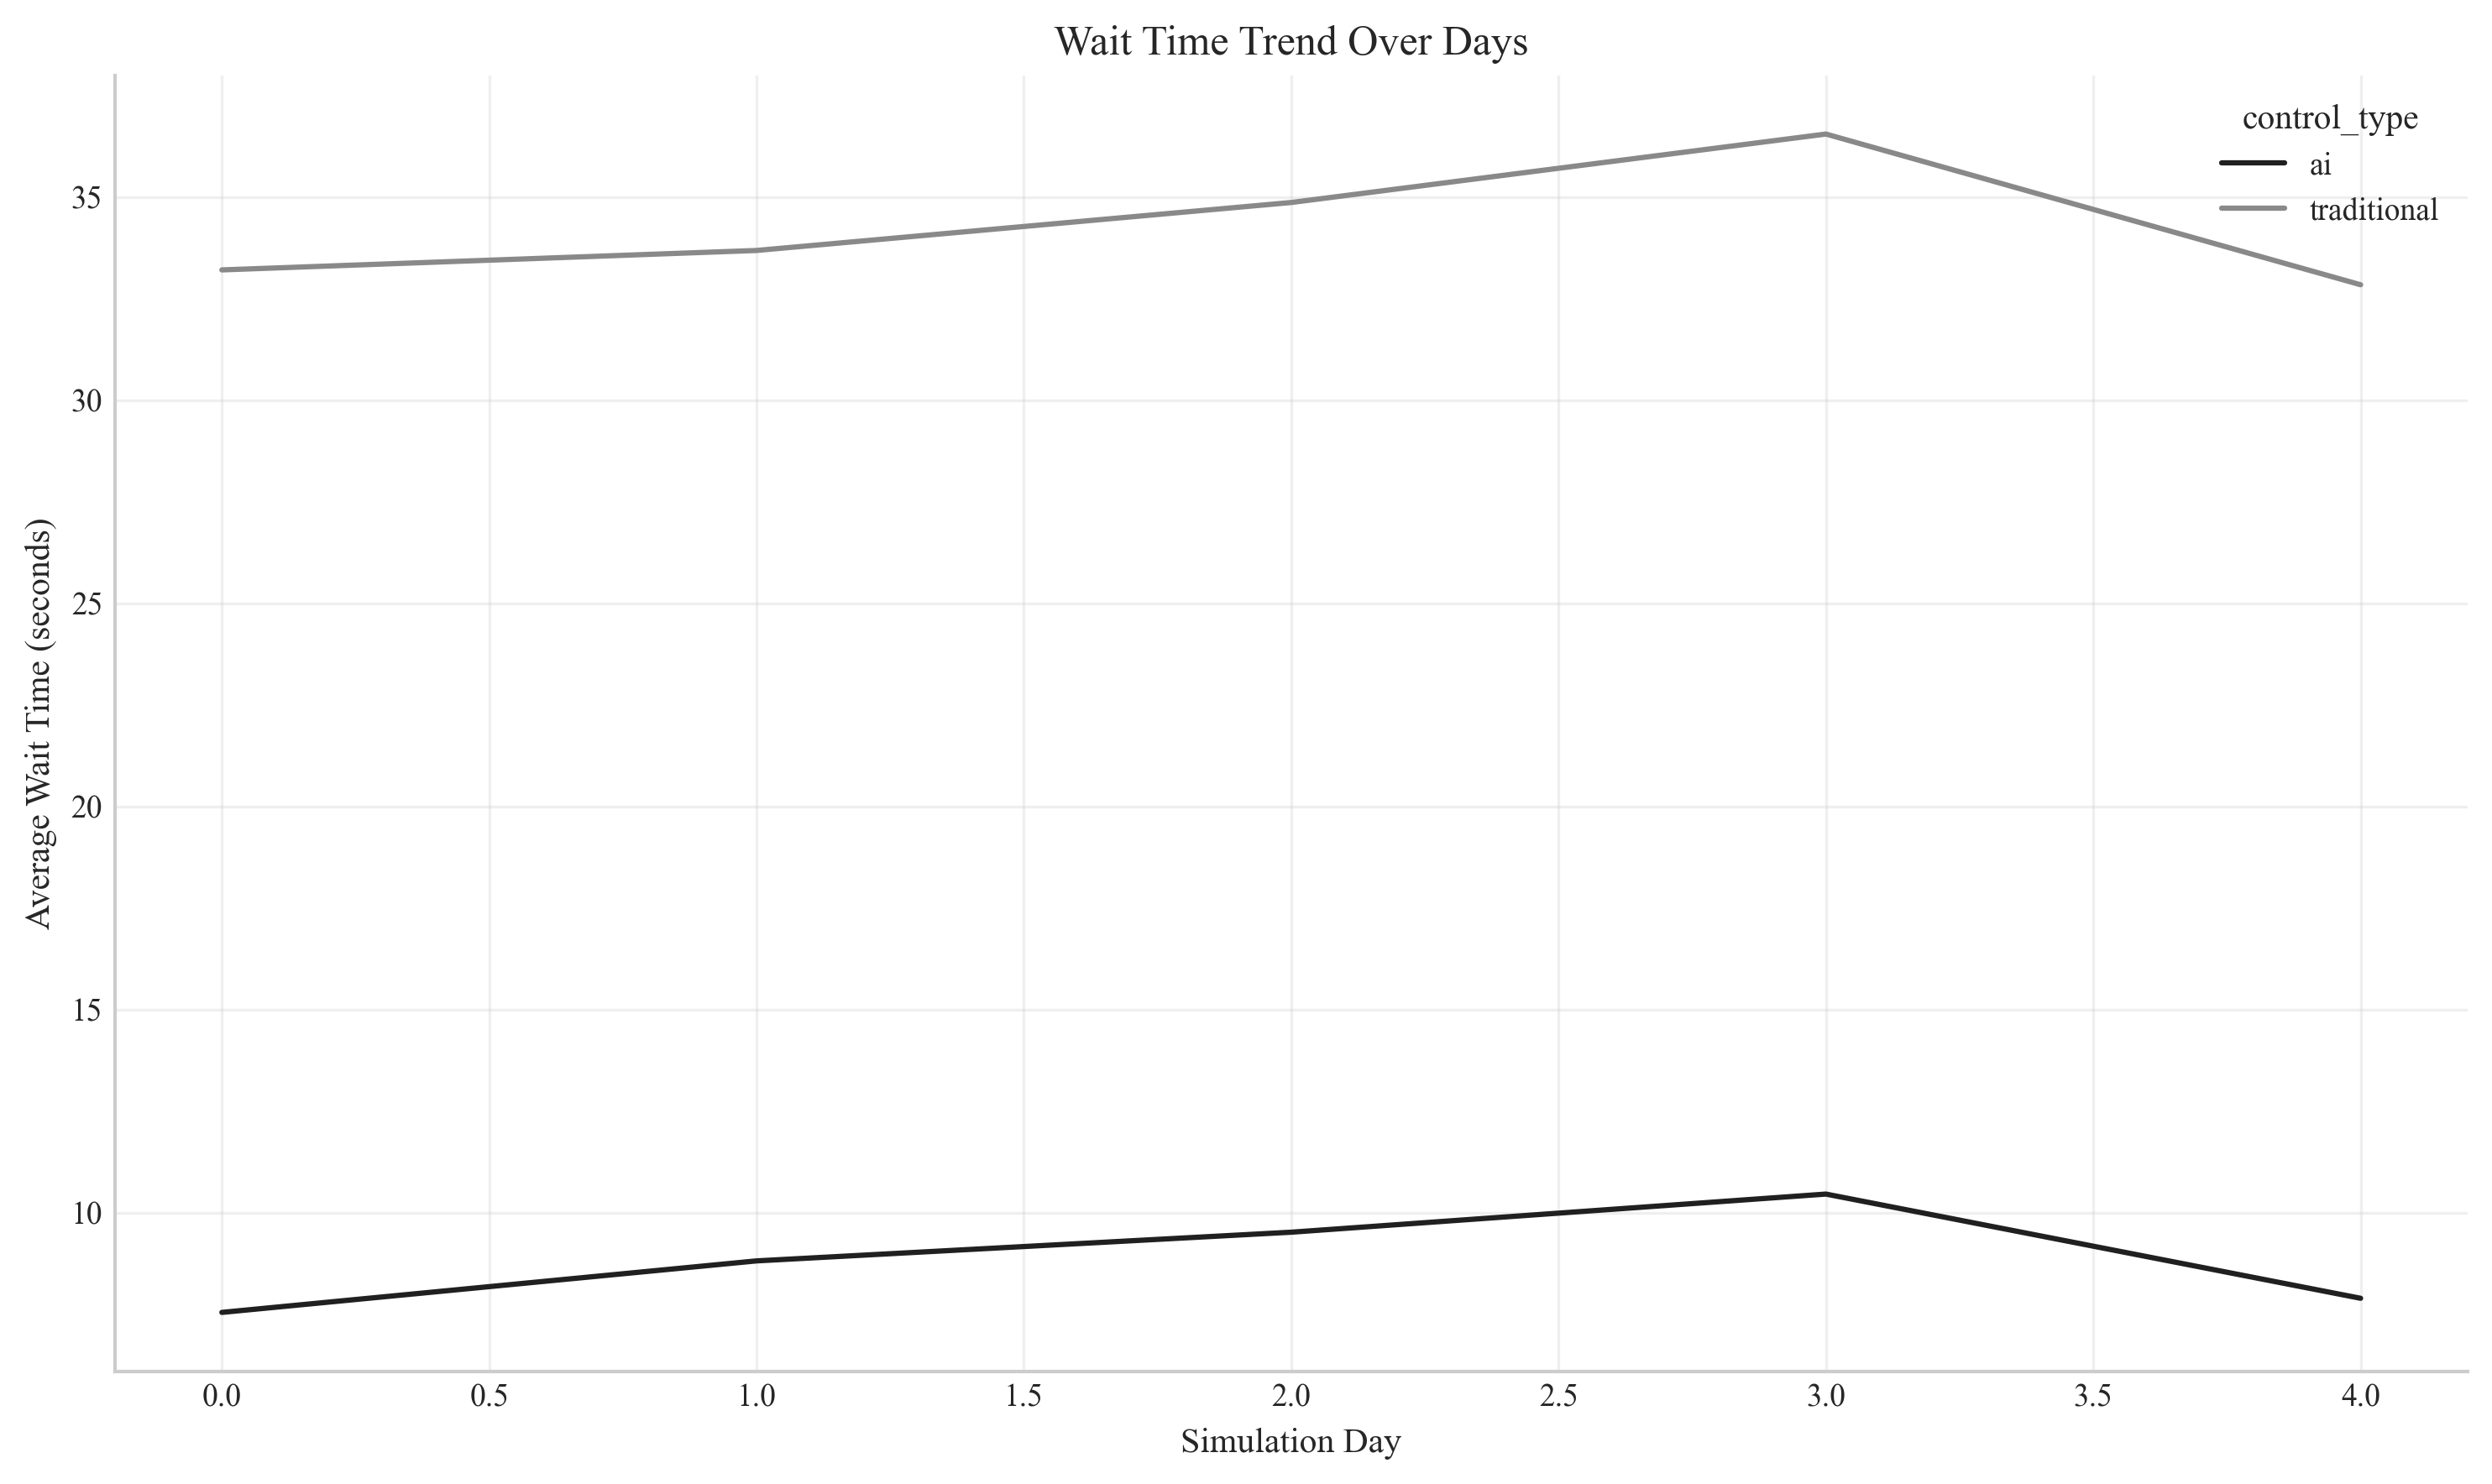 Wait Time Trend Over Days
control_type
ai
traditional
35
30
25
20
15
10
Average Wait Time (seconds)
0.0 0.5 1.0 1.5 2.0 2.5 3.0 3.5 4.0
Simulation Day